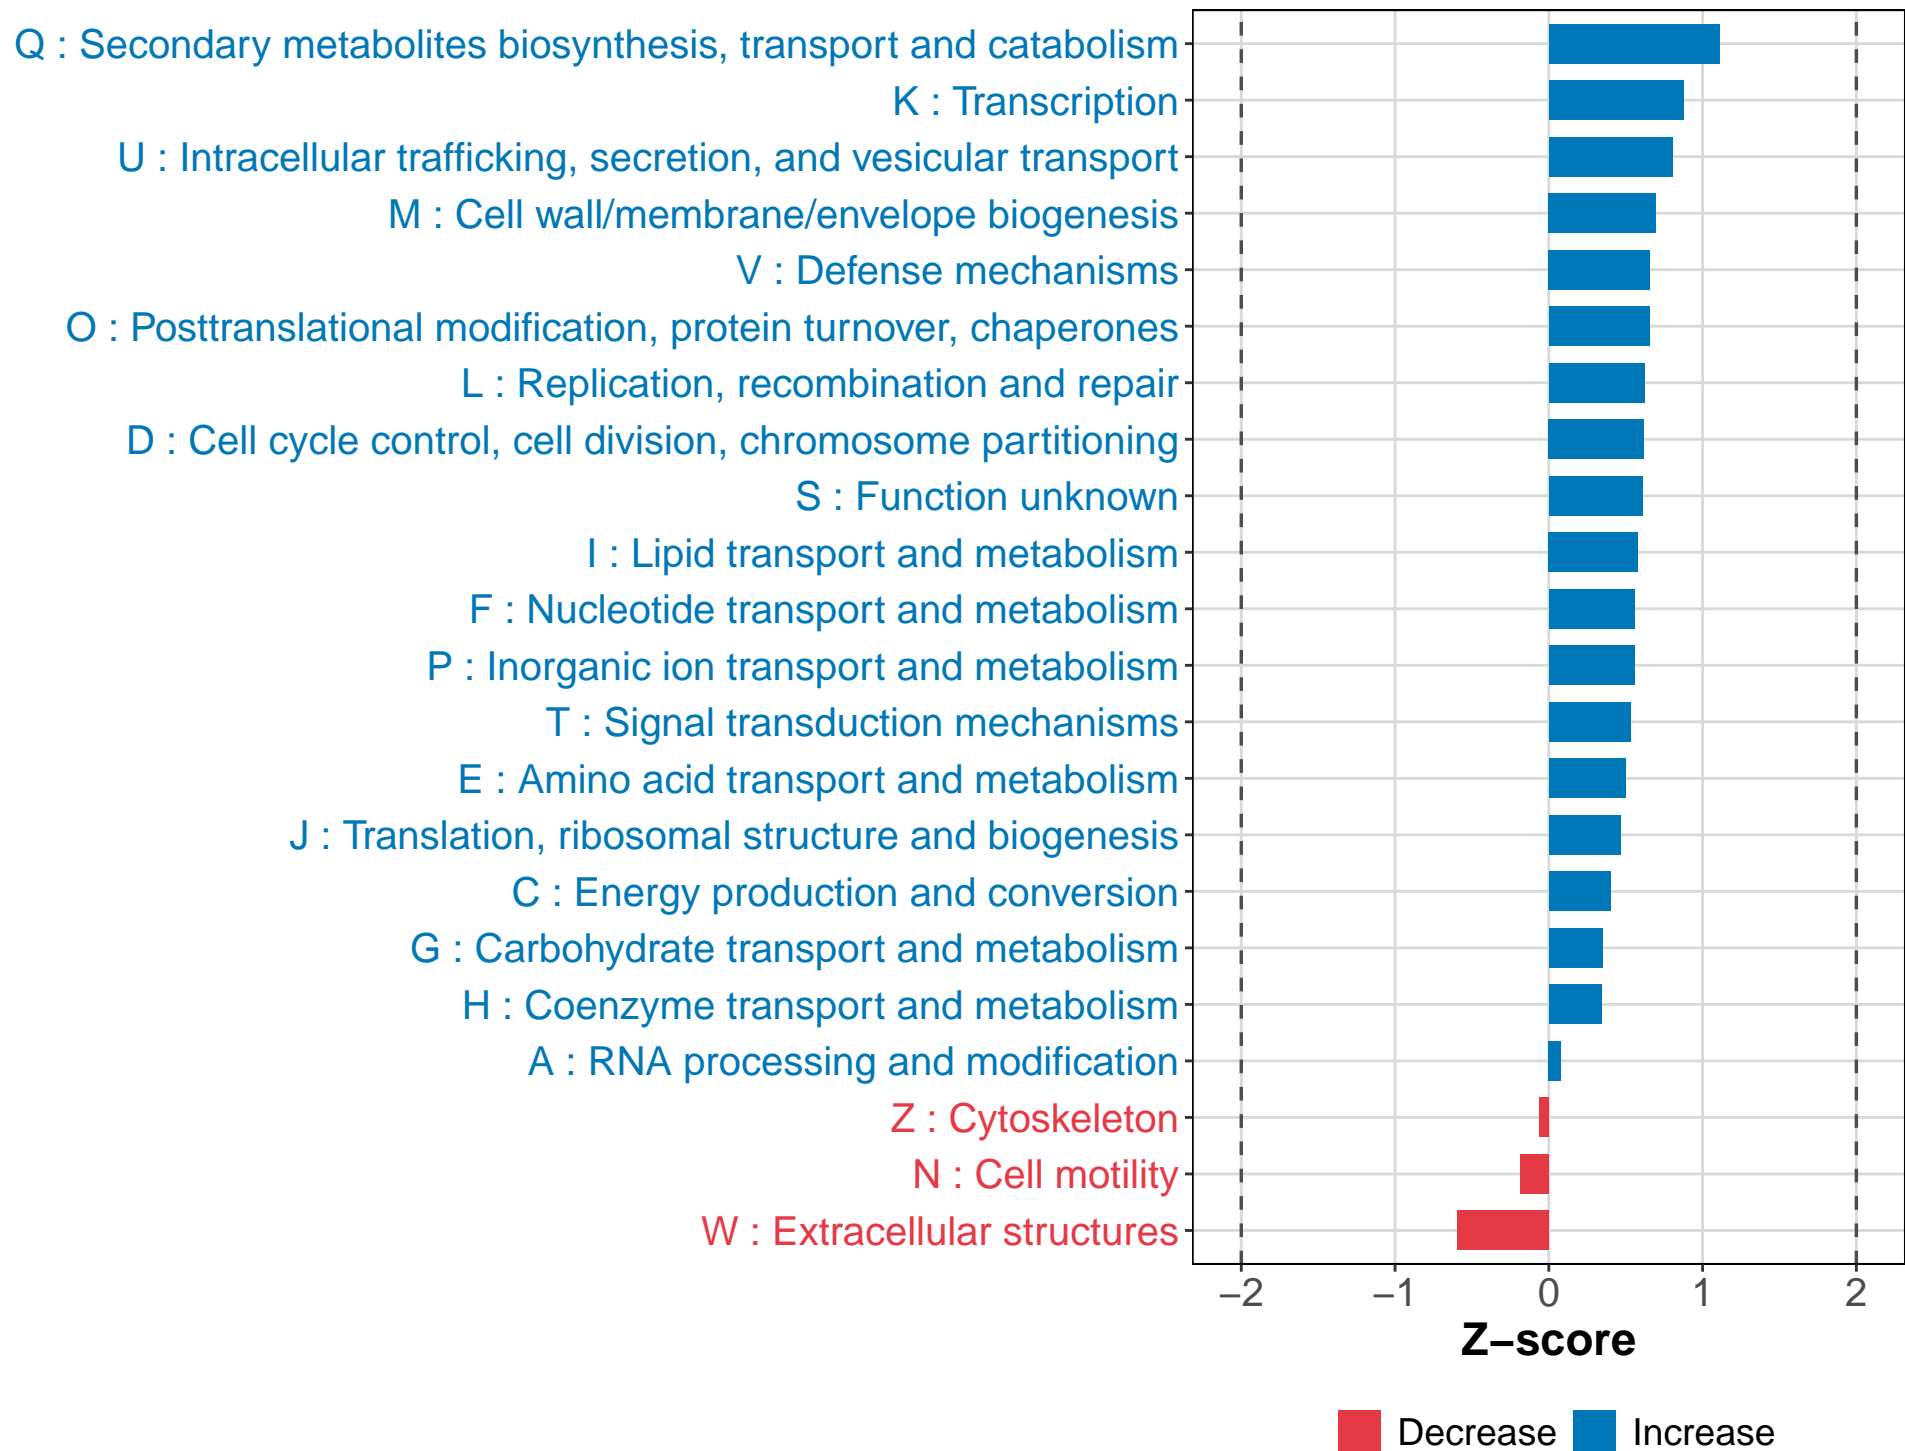 Q : Secondary metabolites biosynthesis, transport and catabolism
K : Transcription
U : Intracellular trafficking, secretion, and vesicular transport
M : Cell wall/membrane/envelope biogenesis
V : Defense mechanisms
O : Posttranslational modification, protein turnover, chaperones
L : Replication, recombination and repair
D : Cell cycle control, cell division, chromosome partitioning
S : Function unknown
I : Lipid transport and metabolism
F : Nucleotide transport and metabolism
P : Inorganic ion transport and metabolism
T : Signal transduction mechanisms
E : Amino acid transport and metabolism
J : Translation, ribosomal structure and biogenesis
C : Energy production and conversion
G : Carbohydrate transport and metabolism
H : Coenzyme transport and metabolism
A : RNA processing and modification
Z : Cytoskeleton
N : Cell motility
W : Extracellular structures
−2 −1 0 1 2
Z−score
Decrease Increase